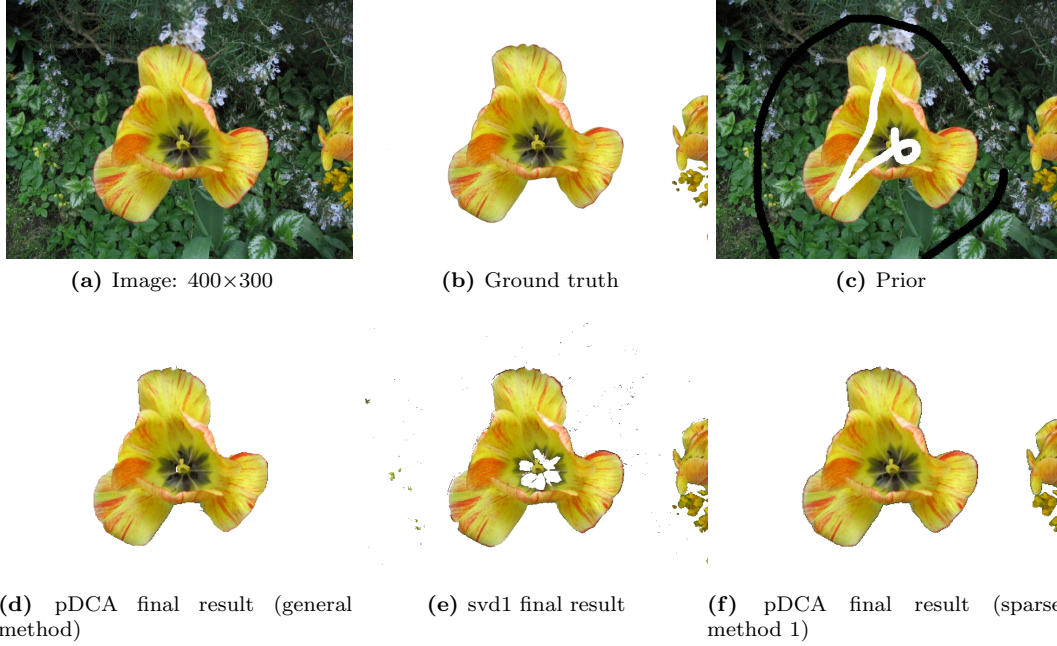 (a) Image: 400×300
(b) Ground truth
(c) Prior
(d) pDCA final result (general
method)
(e) svd1 final result
(f) pDCA final result (sparse
method 1)